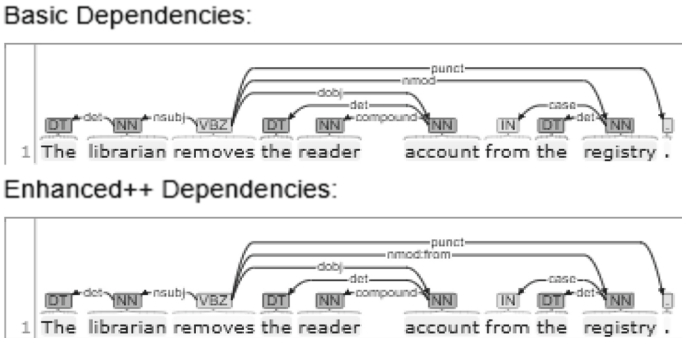 Basic Dependencies:
punct
nmod
dobj
det
DT det NN nsubj VBZ DT NN compound NN IN case DT det NN .
1 The librarian removes the reader account from the registry .
Enhanced++ Dependencies:
punct
nmod:from
dobj
det
DT det NN nsubj VBZ DT NN compound NN IN case DT det NN .
1 The librarian removes the reader account from the registry .